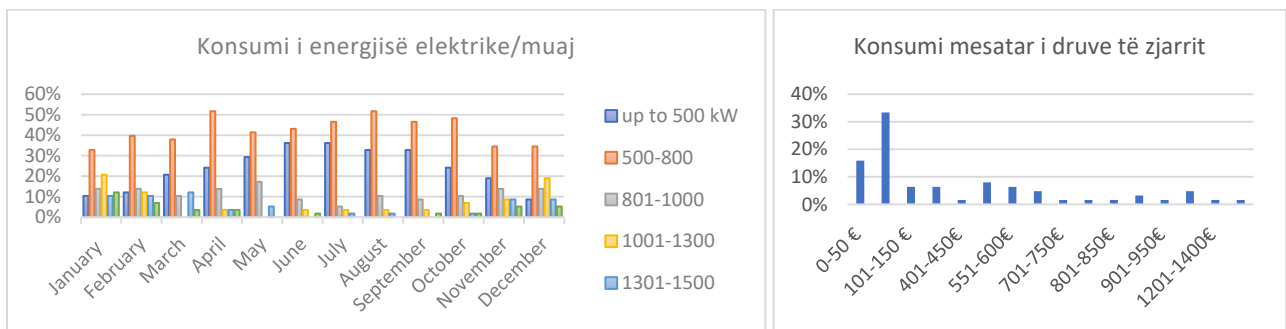 Konsumi i energjisë elektrike/muaj
60%
50%
40%
30%
20%
10%
0%
January
February
March
April
May
June
July
August
September
October
November
December
up to 500 kW
500-800
801-1000
1001-1300
1301-1500
Konsumi mesatar i druve të zjarrit
40%
30%
20%
10%
0%
0-50 €
101-150 €
401-450€
551-600€
701-750€
801-850€
901-950€
1201-1400€